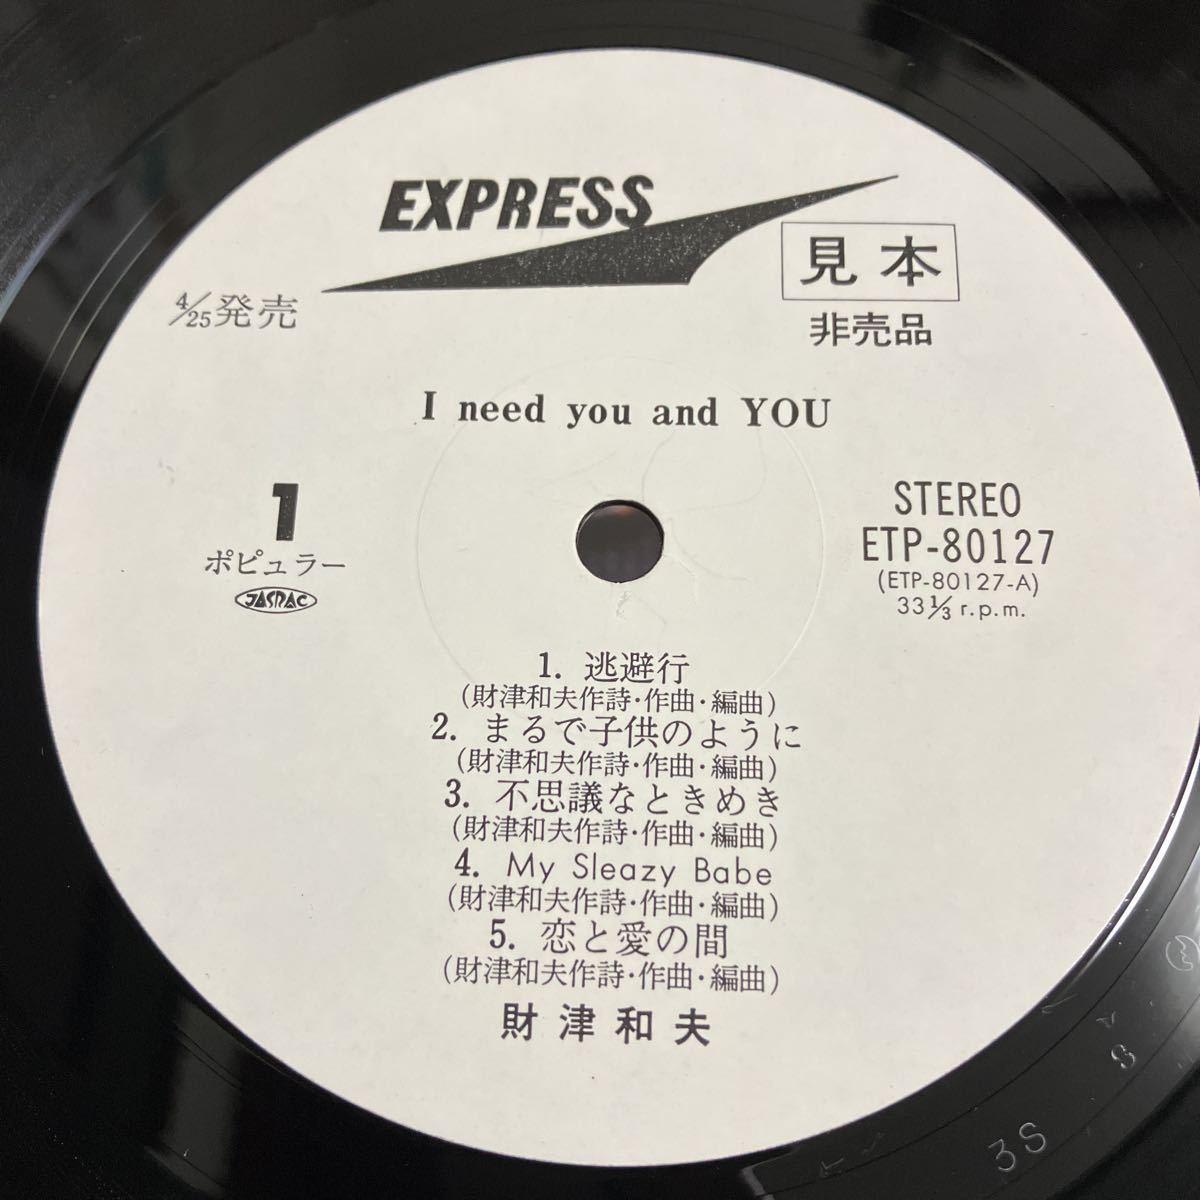 EXPRESS
見本
非売品
4/25発売
I need you and YOU
1
ポピュラー
JASRAC
STEREO
ETP-80127
(ETP-80127-A)
33 1/3 r.p.m.
1. 逃避行
(財津和夫作詩・作曲・編曲)
2. まるで子供のように
(財津和夫作詩・作曲・編曲)
3. 不思議なときめき
(財津和夫作詩・作曲・編曲)
4. My Sleazy Babe
(財津和夫作詩・作曲・編曲)
5. 恋と愛の間
(財津和夫作詩・作曲・編曲)
財津和夫
3S